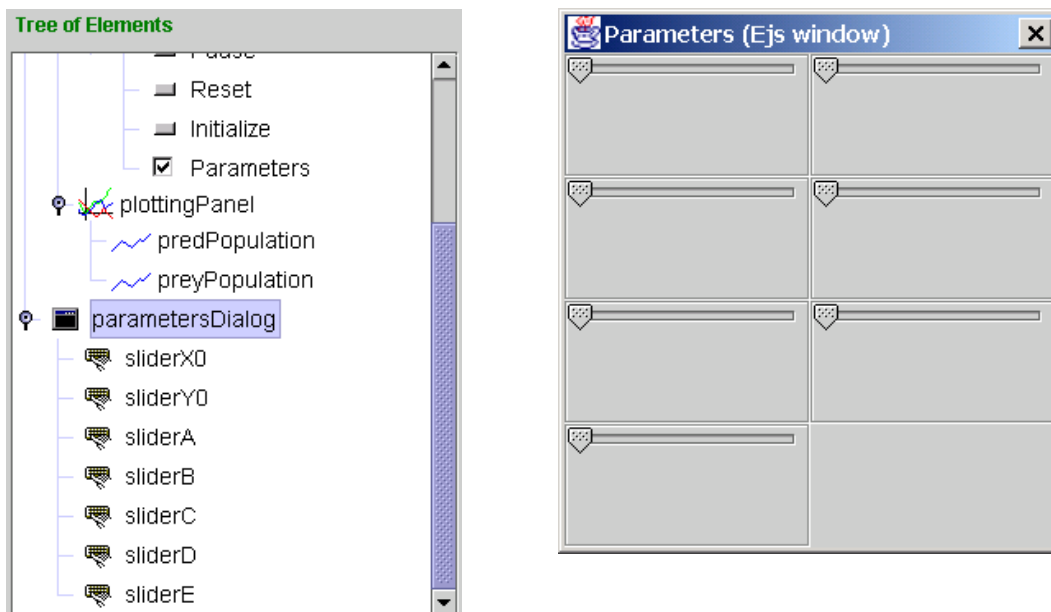 Tree of Elements
Pause
Reset
Initialize
Parameters
plottingPanel
predPopulation
preyPopulation
parametersDialog
sliderX0
sliderY0
sliderA
sliderB
sliderC
sliderD
sliderE
Parameters (Ejs window)